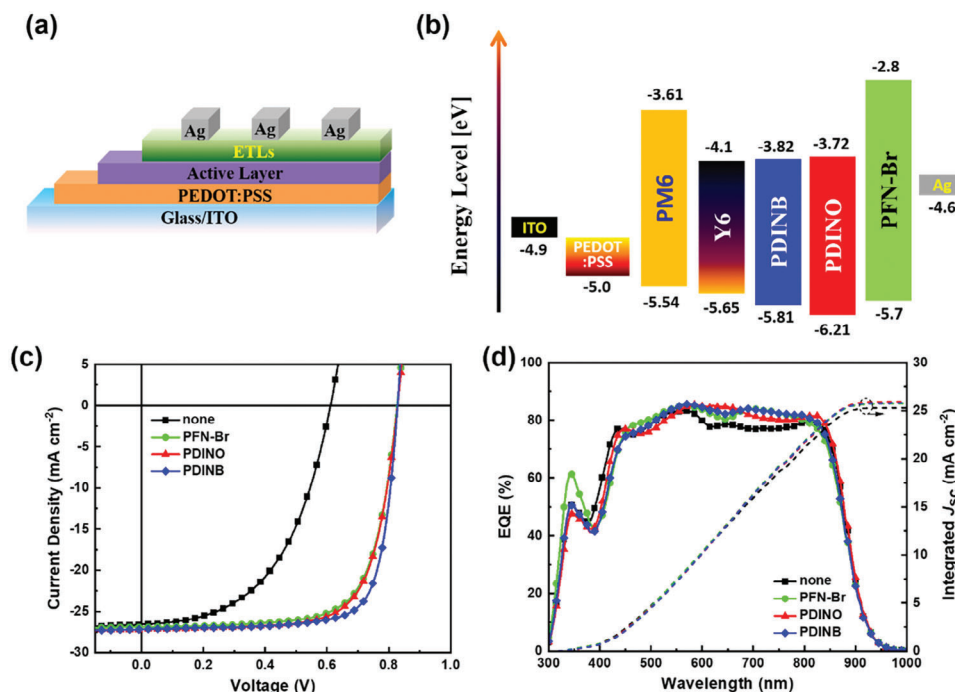 (a)
Ag
Ag
Ag
ETLs
Active Layer
PEDOT:PSS
Glass/ITO
(b)
Energy Level [eV]
ITO
-4.9
PEDOT
:PSS
-5.0
-3.61
PM6
-5.54
-4.1
Y6
-5.65
-3.82
PDINB
-5.81
-3.72
PDINO
-6.21
-2.8
PFN-Br
-5.7
Ag
-4.6
(c)
Current Density (mA cm⁻²)
5
0
-5
-10
-15
-20
-25
-30
none
PFN-Br
PDINO
PDINB
0.0
0.2
0.4
0.6
0.8
1.0
Voltage (V)
(d)
EQE (%)
100
80
60
40
20
0
none
PFN-Br
PDINO
PDINB
300
400
500
600
700
800
900
1000
Wavelength (nm)
30
25
20
15
10
5
0
Integrated JSC (mA cm⁻²)